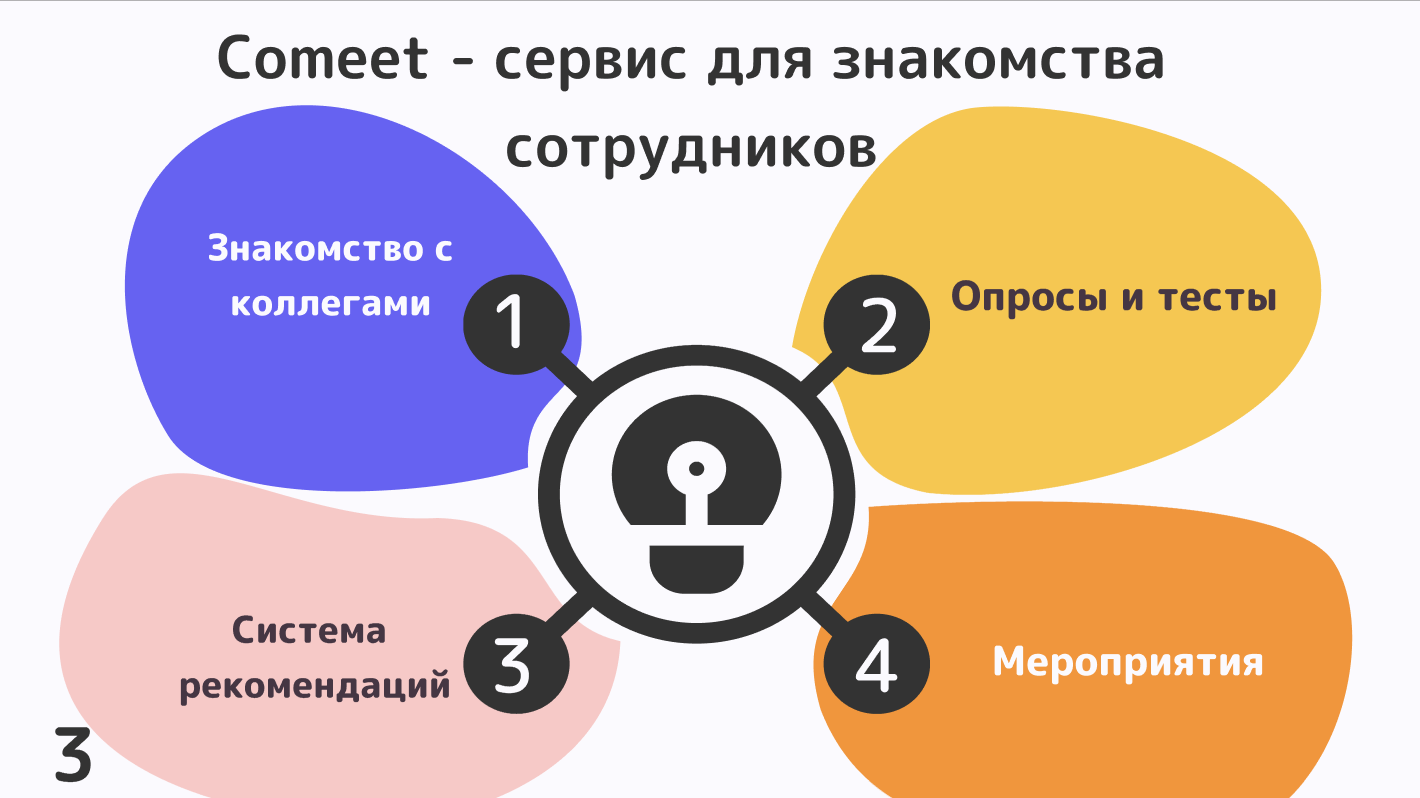 Comeet - сервис для знакомства
сотрудников
Знакомство с
коллегами
1
2
Опросы и тесты
Система
рекомендаций
3
4
Мероприятия
3